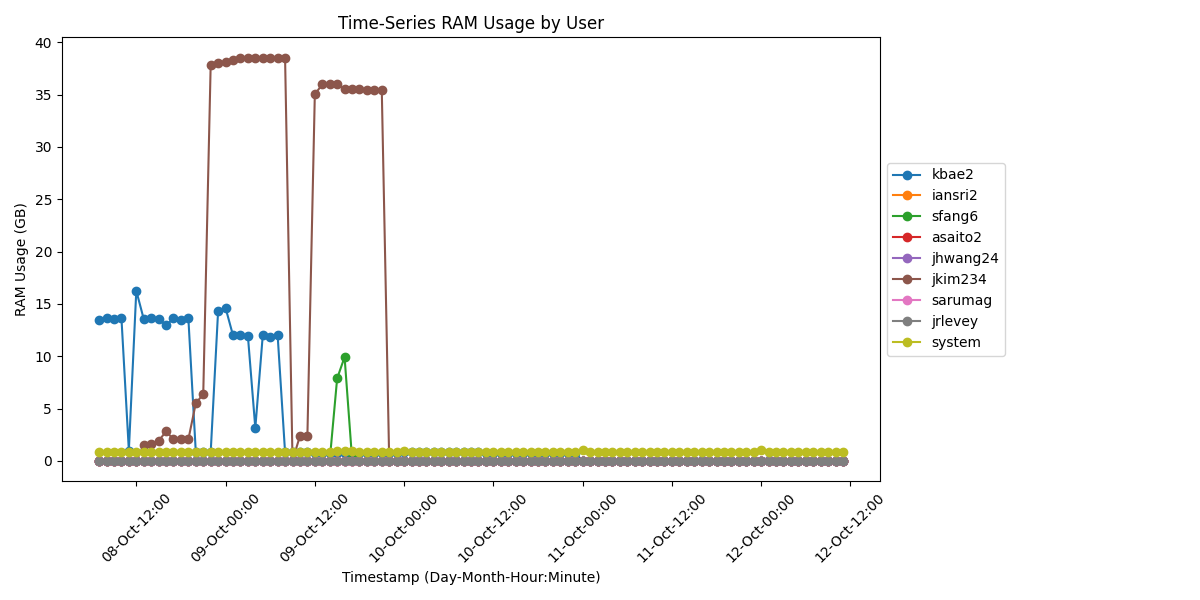 Time-Series RAM Usage by User
RAM Usage (GB)
40
35
30
25
20
15
10
5
0
08-Oct-12:00
09-Oct-00:00
09-Oct-12:00
10-Oct-00:00
10-Oct-12:00
11-Oct-00:00
11-Oct-12:00
12-Oct-00:00
12-Oct-12:00
Timestamp (Day-Month-Hour:Minute)
kbae2
iansri2
sfang6
asaito2
jhwang24
jkim234
sarumag
jrlevey
system